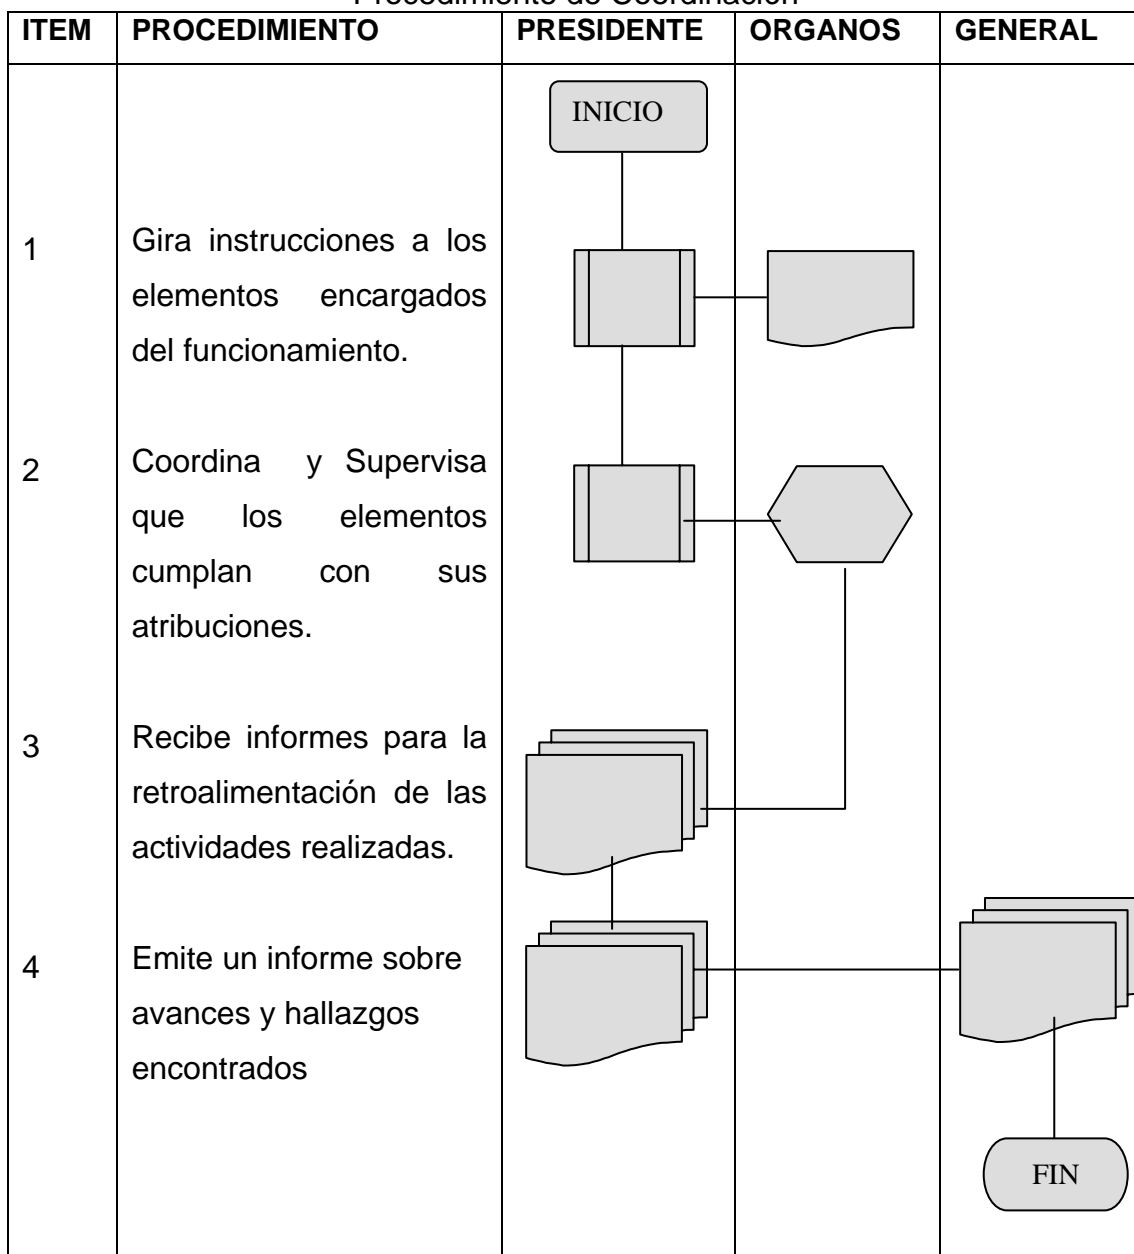 Procedimiento de Coordinación
ITEM PROCEDIMIENTO PRESIDENTE ORGANOS GENERAL
INICIO
1 Gira instrucciones a los
elementos encargados
del funcionamiento.
2 Coordina y Supervisa
que los elementos
cumplan con sus
atribuciones.
3 Recibe informes para la
retroalimentación de las
actividades realizadas.
4 Emite un informe sobre
avances y hallazgos
encontrados
FIN